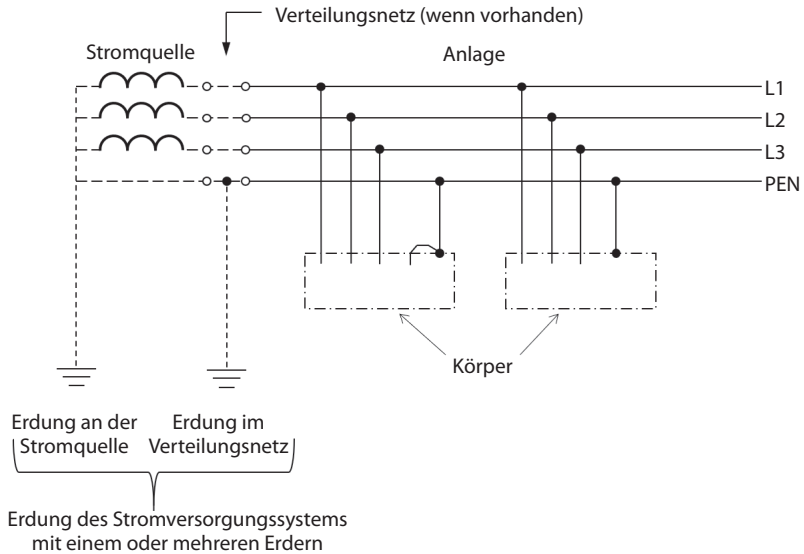 Verteilungsnetz (wenn vorhanden)
Stromquelle
Anlage
L1
L2
L3
PEN
Körper
Erdung an der
Stromquelle
Erdung im
Verteilungsnetz
Erdung des Stromversorgungssystems
mit einem oder mehreren Erdern